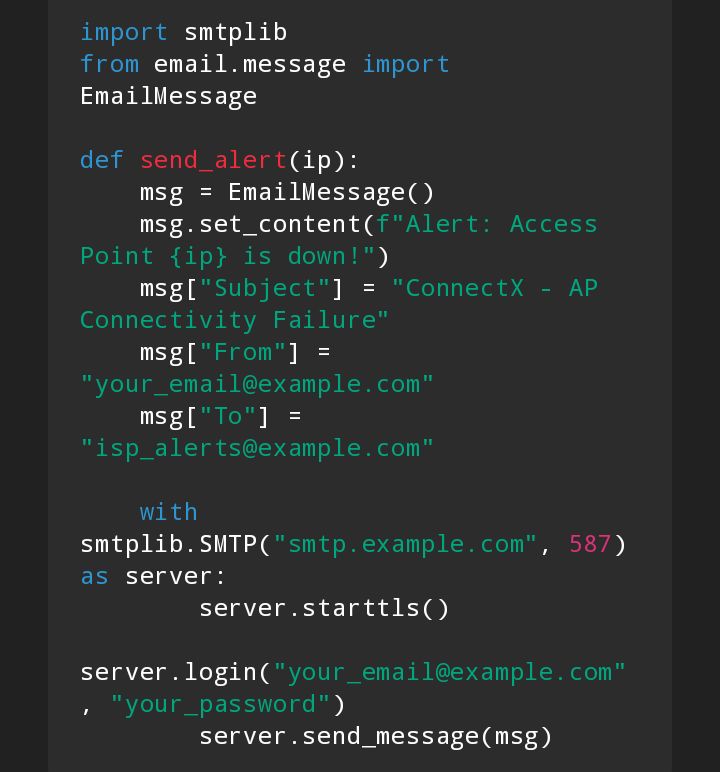 import smtplib
from email.message import
EmailMessage
def send_alert(ip):
    msg = EmailMessage()
    msg.set_content(f"Alert: Access
Point {ip} is down!")
    msg["Subject"] = "ConnectX - AP
Connectivity Failure"
    msg["From"] =
"your_email@example.com"
    msg["To"] =
"isp_alerts@example.com"
    with
smtplib.SMTP("smtp.example.com", 587)
as server:
        server.starttls()
server.login("your_email@example.com"
, "your_password")
        server.send_message(msg)